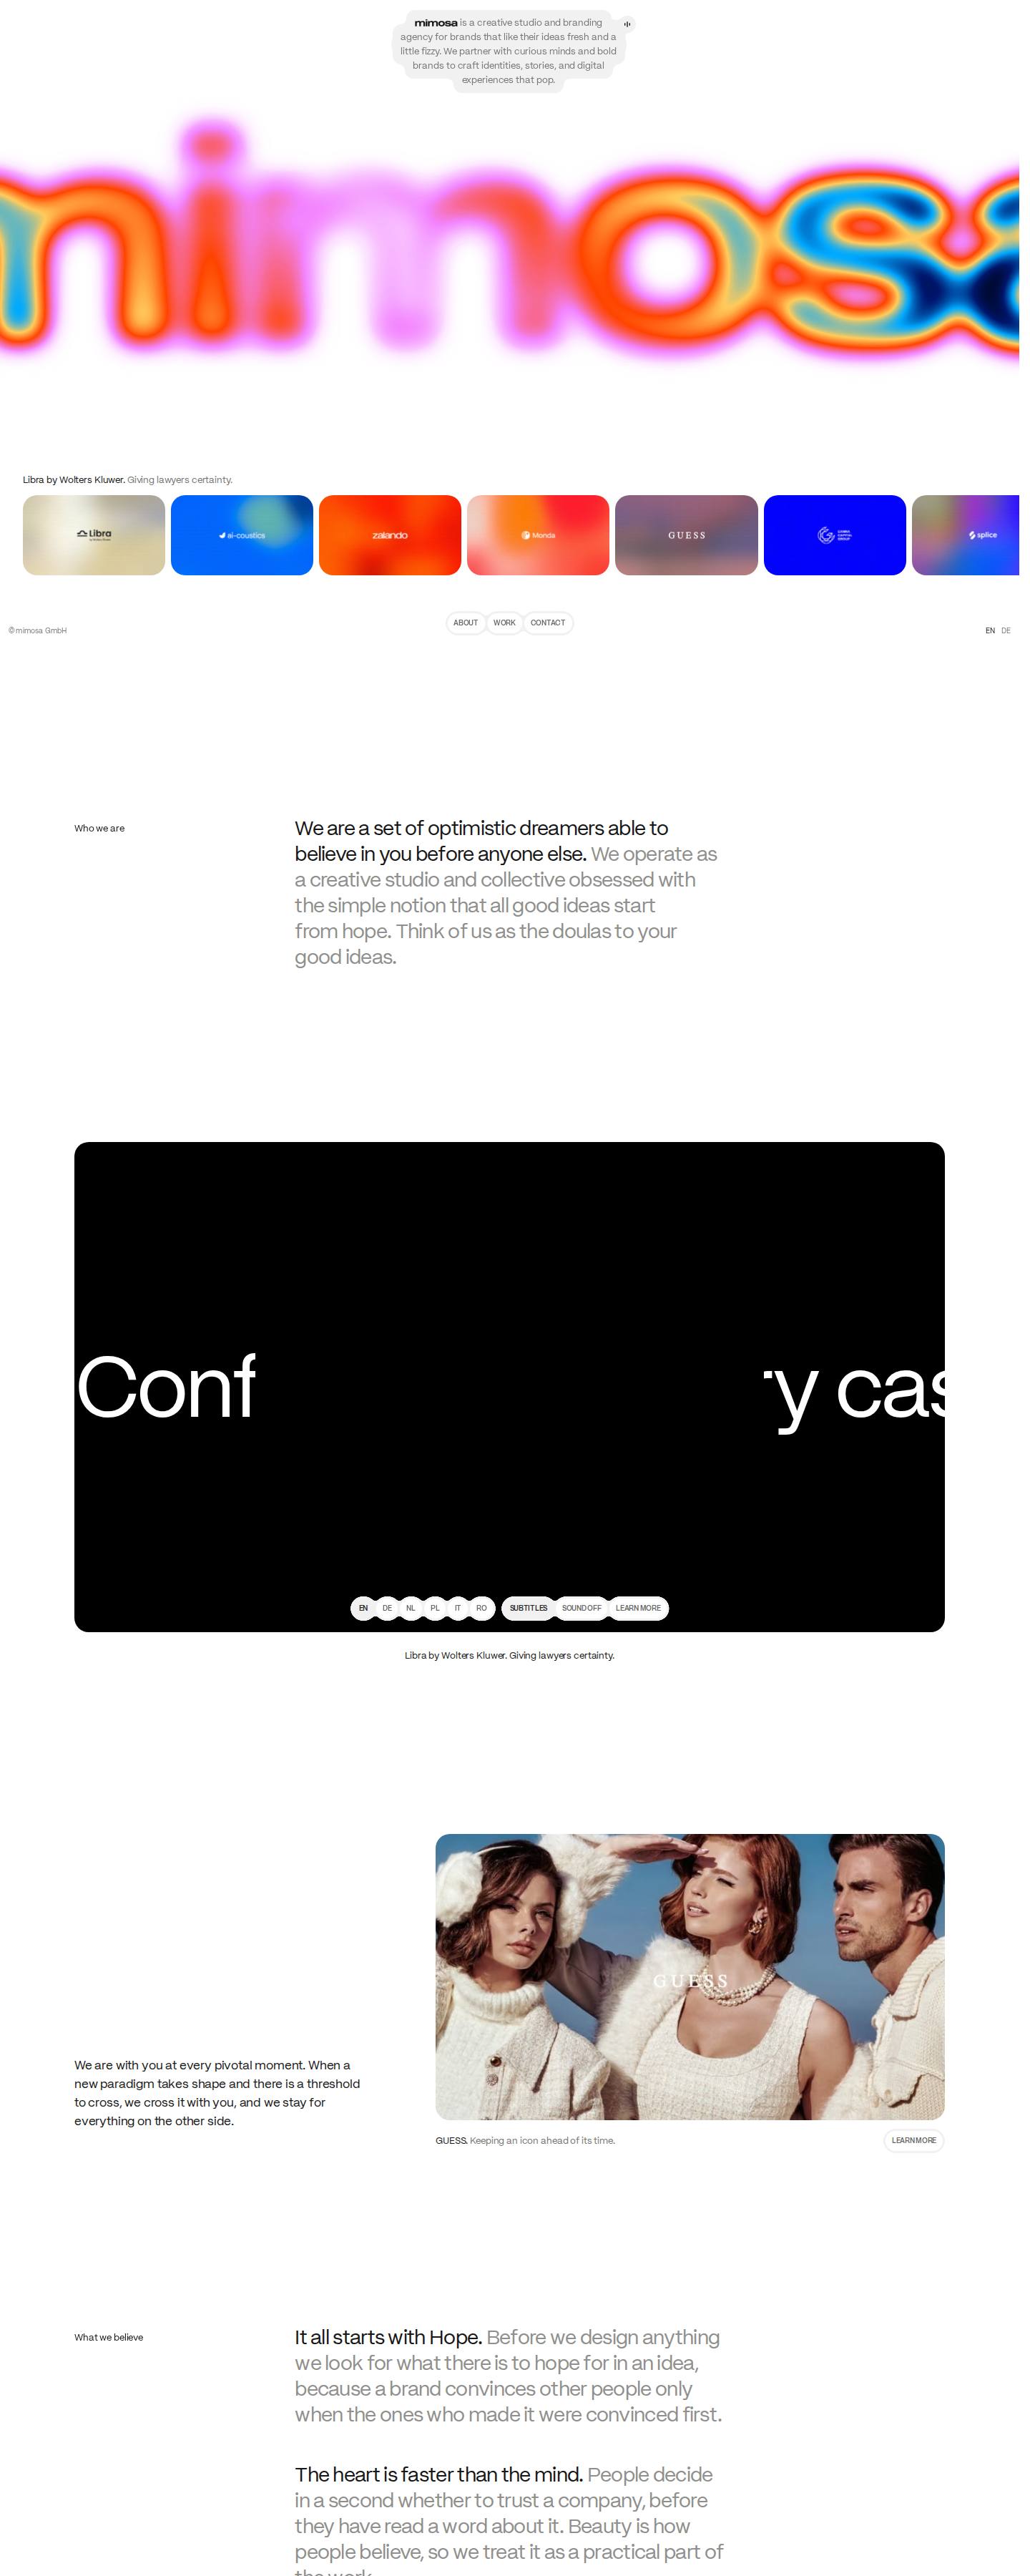 mimosa is a creative studio and branding
agency for brands that like their ideas fresh and a
little fizzy. We partner with curious minds and bold
brands to craft identities, stories, and digital
experiences that pop.
mimosa
Libra by Wolters Kluwer. Giving lawyers certainty.
Libra
by Wolters Kluwer
ai-coustics
zalando
Monda
GUESS
splice
© mimosa GmbH
ABOUT WORK CONTACT
EN DE
Who we are
We are a set of optimistic dreamers able to
believe in you before anyone else. We operate as
a creative studio and collective obsessed with
the simple notion that all good ideas start
from hope. Think of us as the doulas to your
good ideas.
Conf
y cas
EN DE NL PL IT RO SUBTITLES SOUND OFF LEARN MORE
Libra by Wolters Kluwer. Giving lawyers certainty.
GUESS
We are with you at every pivotal moment. When a
new paradigm takes shape and there is a threshold
to cross, we cross it with you, and we stay for
everything on the other side.
GUESS. Keeping an icon ahead of its time.
LEARN MORE
What we believe
It all starts with Hope. Before we design anything
we look for what there is to hope for in an idea,
because a brand convinces other people only
when the ones who made it were convinced first.
The heart is faster than the mind. People decide
in a second whether to trust a company, before
they have read a word about it. Beauty is how
people believe, so we treat it as a practical part of
the work.